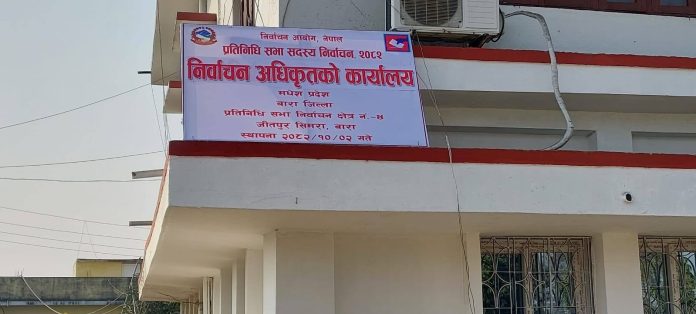 निर्वाचन आयोग, नेपाल
प्रतिनिधि सभा सदस्य निर्वाचन, २०८२
निर्वाचन अधिकृतको कार्यालय
मधेश प्रदेश
बारा जिल्ला
प्रतिनिधि सभा निर्वाचन क्षेत्र नं.-४
जीतपुर सिमरा, बारा
स्थापना २०८२/१०/०२ गते